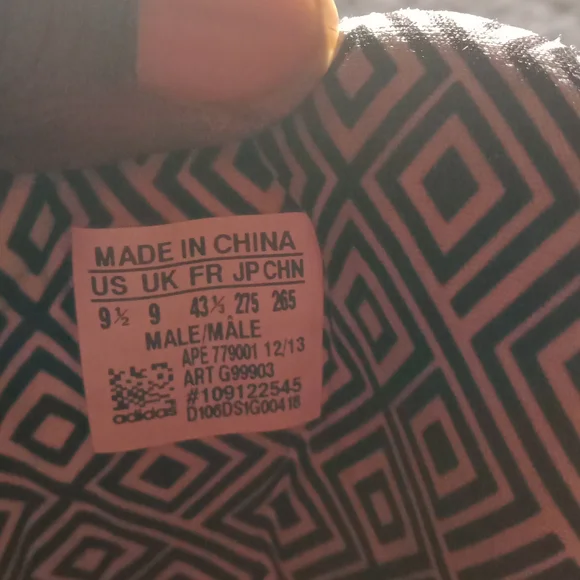 MADE IN CHINA
US UK FR JP CHN
9½ 9 43⅓ 275 265
MALE/MÂLE
APE 779001 12/13
ART G99903
#109122545
adidas D106DS1G00418